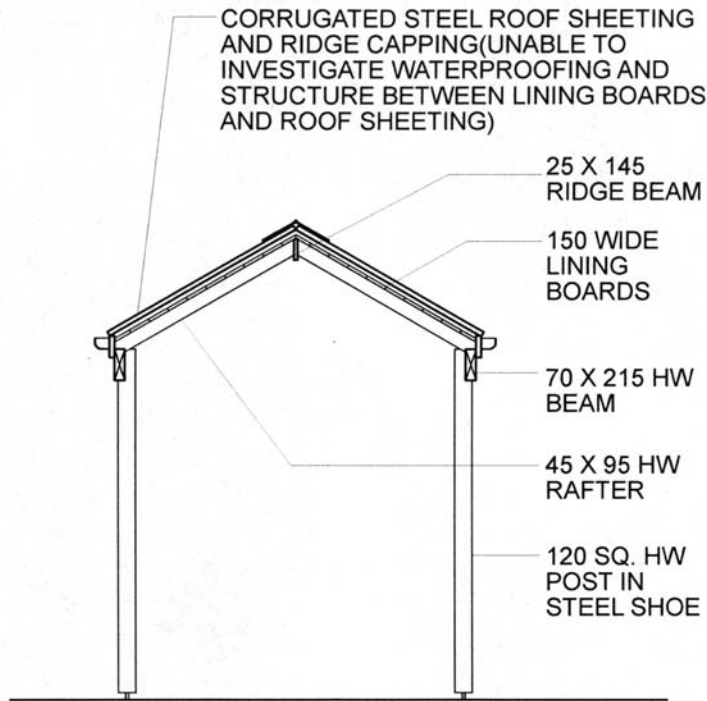 CORRUGATED STEEL ROOF SHEETING
AND RIDGE CAPPING(UNABLE TO
INVESTIGATE WATERPROOFING AND
STRUCTURE BETWEEN LINING BOARDS
AND ROOF SHEETING)
25 X 145
RIDGE BEAM
150 WIDE
LINING
BOARDS
70 X 215 HW
BEAM
45 X 95 HW
RAFTER
120 SQ. HW
POST IN
STEEL SHOE